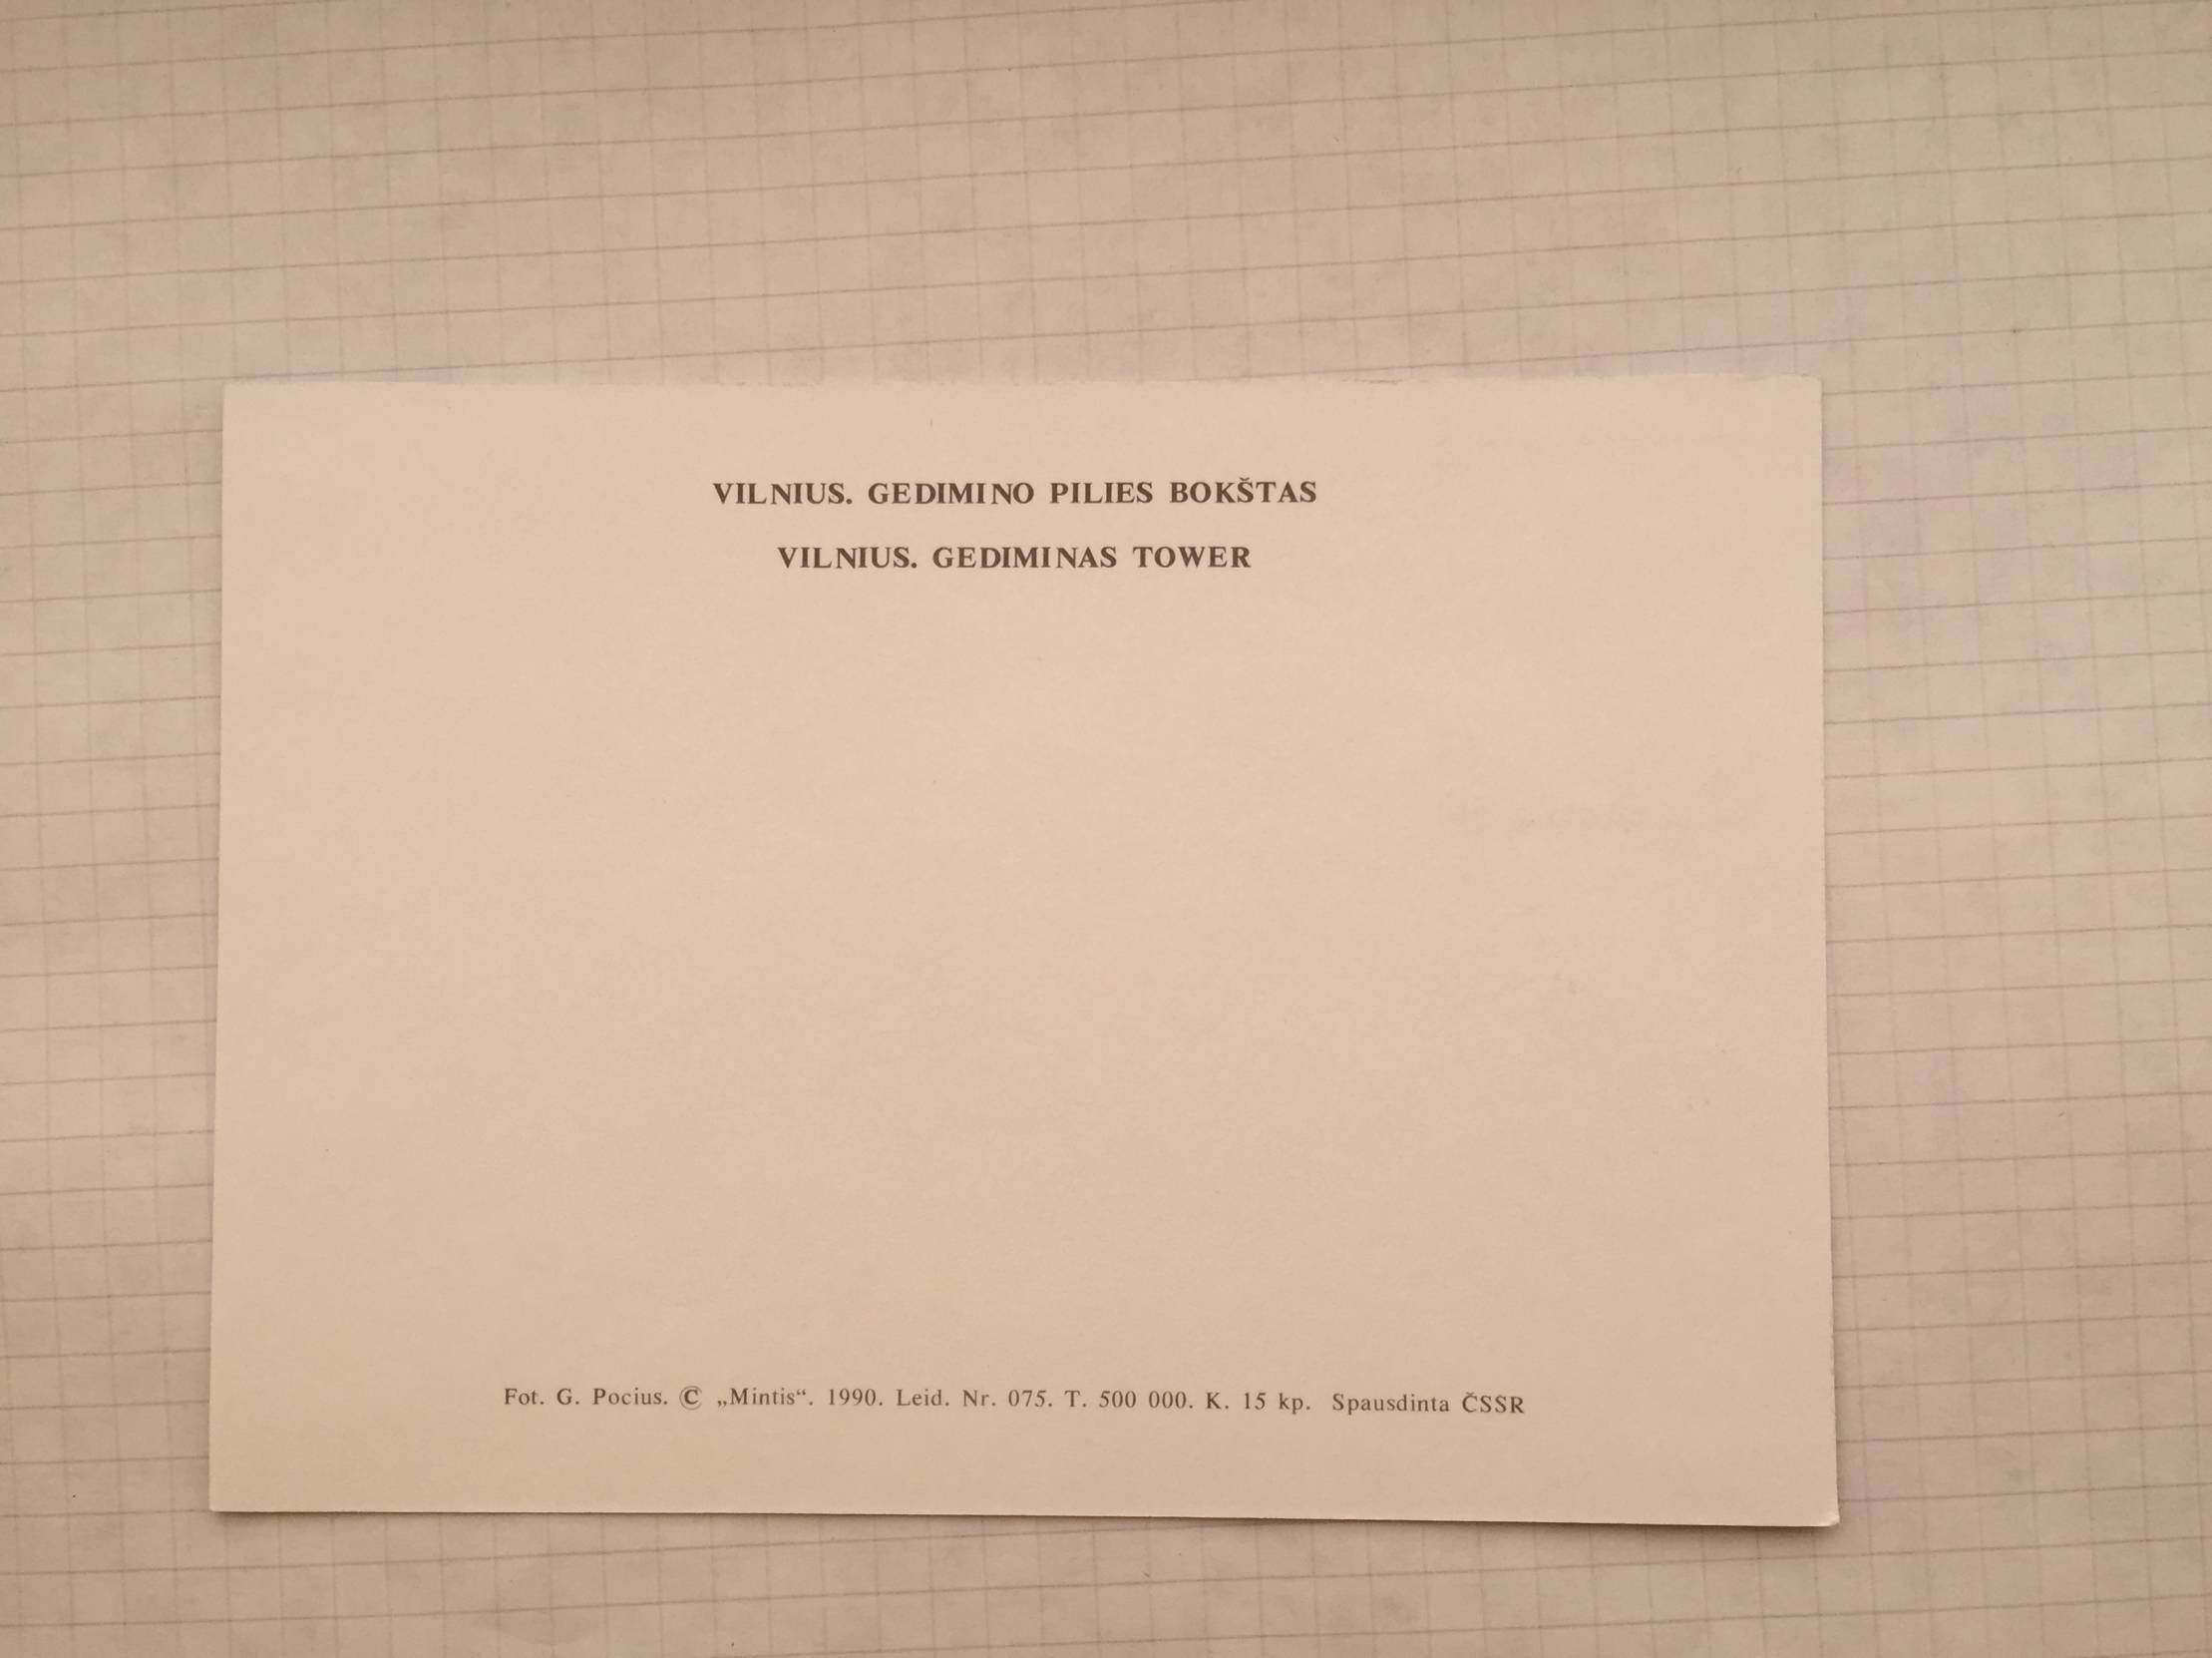 VILNIUS. GEDIMINO PILIES BOKŠTAS
VILNIUS. GEDIMINAS TOWER
Fot. G. Pocius. © „Mintis“. 1990. Leid. Nr. 075. T. 500 000. K. 15 kp. Spausdinta ČSSR